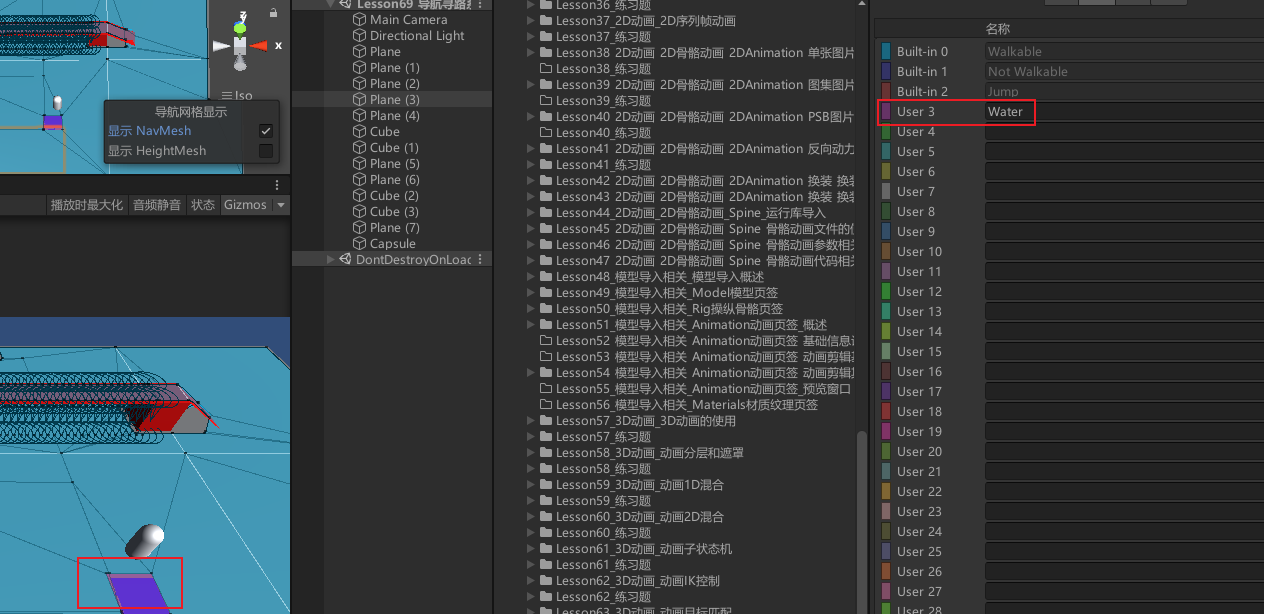 y
x
Iso
导航网格显示
显示 NavMesh
显示 HeightMesh
播放时最大化 音频静音 状态 Gizmos
Lesson69 导航寻路系
Main Camera
Directional Light
Plane
Plane (1)
Plane (2)
Plane (3)
Plane (4)
Cube
Cube (1)
Plane (5)
Plane (6)
Cube (2)
Cube (3)
Plane (7)
Capsule
DontDestroyOnLoad
Lesson36_练习题
Lesson37_2D动画_2D序列帧动画
Lesson37_练习题
Lesson38_2D动画_2D骨骼动画_2DAnimation_单张图片
Lesson38_练习题
Lesson39_2D动画_2D骨骼动画_2DAnimation_图集图片
Lesson39_练习题
Lesson40_2D动画_2D骨骼动画_2DAnimation_PSB图片
Lesson40_练习题
Lesson41_2D动画_2D骨骼动画_2DAnimation_反向动力
Lesson41_练习题
Lesson42_2D动画_2D骨骼动画_2DAnimation_换装_换装
Lesson43_2D动画_2D骨骼动画_2DAnimation_换装_换装
Lesson44_2D动画_2D骨骼动画_Spine_运行库导入
Lesson45_2D动画_2D骨骼动画_Spine_骨骼动画文件的使
Lesson46_2D动画_2D骨骼动画_Spine_骨骼动画参数相关
Lesson47_2D动画_2D骨骼动画_Spine_骨骼动画代码相关
Lesson48_模型导入相关_模型导入概述
Lesson49_模型导入相关_Model模型页签
Lesson50_模型导入相关_Rig操纵骨骼页签
Lesson51_模型导入相关_Animation动画页签_概述
Lesson52_模型导入相关_Animation动画页签_基础信息设
Lesson53_模型导入相关_Animation动画页签_动画剪辑
Lesson54_模型导入相关_Animation动画页签_动画剪辑
Lesson55_模型导入相关_Animation动画页签_预览窗口
Lesson56_模型导入相关_Materials材质纹理页签
Lesson57_3D动画_3D动画的使用
Lesson57_练习题
Lesson58_3D动画_动画分层和遮罩
Lesson58_练习题
Lesson59_3D动画_动画1D混合
Lesson59_练习题
Lesson60_3D动画_动画2D混合
Lesson60_练习题
Lesson61_3D动画_动画子状态机
Lesson61_练习题
Lesson62_3D动画_动画IK控制
Lesson62_练习题
Lesson63_3D动画_动画目标匹配
名称
Built-in 0 Walkable
Built-in 1 Not Walkable
Built-in 2 Jump
User 3 Water
User 4
User 5
User 6
User 7
User 8
User 9
User 10
User 11
User 12
User 13
User 14
User 15
User 16
User 17
User 18
User 19
User 20
User 21
User 22
User 23
User 24
User 25
User 26
User 27
User 28